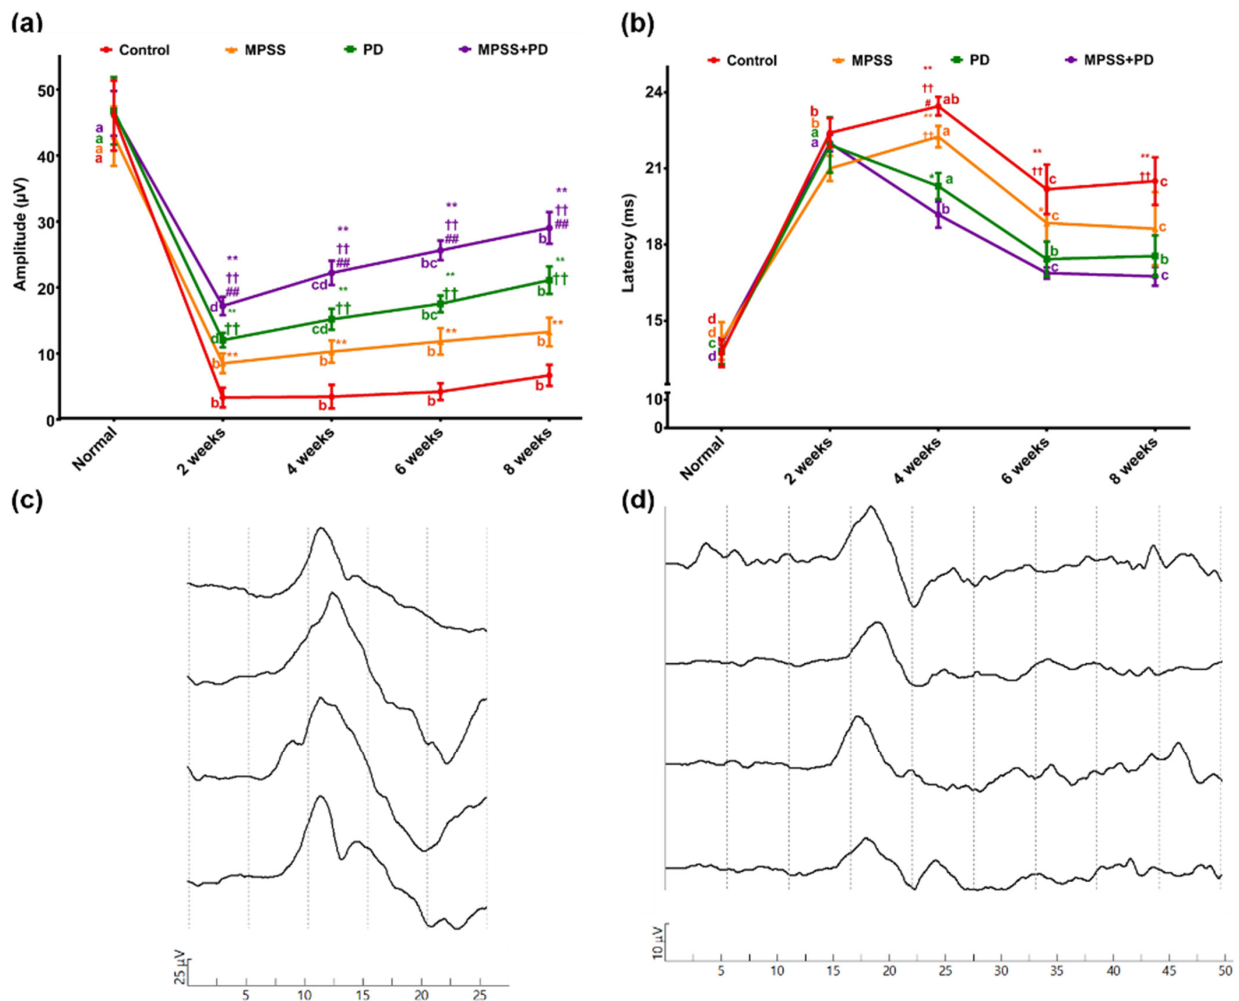 (a)
Control MPSS PD MPSS+PD
Amplitude (µV)
50
40
30
20
10
0
a
a
a
a
**
††
##
d
**
††
d
b **
b
**
††
##
cd
**
††
cd
**
b
b
**
††
##
bc
**
††
bc
**
b
b
**
††
##
b
**
††
b
**
b
b
Normal 2 weeks 4 weeks 6 weeks 8 weeks
(b)
Control MPSS PD MPSS+PD
Latency (ms)
24
21
18
15
10
0
d
d
c
d
b
b
a
a
**
††
#
ab
**
††
a
* a
b
**
††
c
* c
b
c
**
††
c
c
b
c
Normal 2 weeks 4 weeks 6 weeks 8 weeks
(c)
25 µV
5 10 15 20 25
(d)
10 µV
5 10 15 20 25 30 35 40 45 50